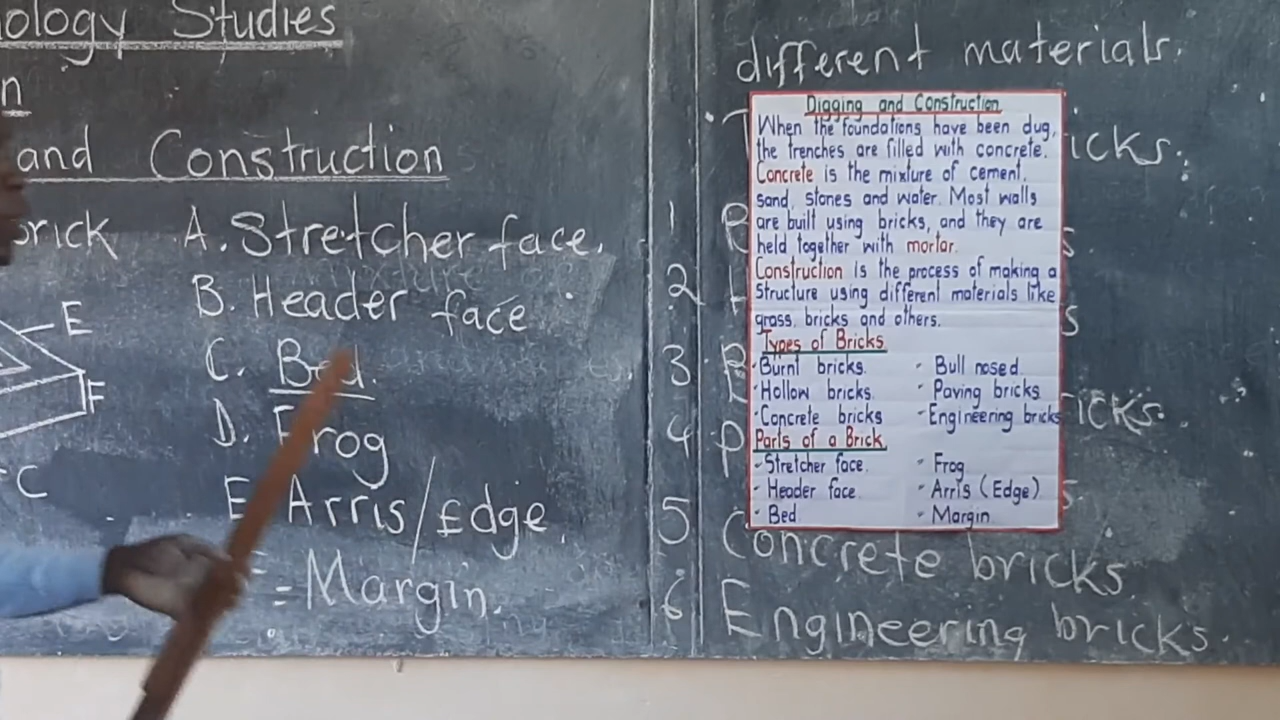 ology Studies
n
and Construction
brick
E
F
C
A. Stretcher face.
B. Header face
C. Bed.
D. Frog
E Arris/Edge.
= Margin.
different materials.
icks.
1 B s
2 H s
3 B ricks.
4 P s.
5 Concrete bricks.
6 Engineering bricks.
Digging and Construction
When the foundations have been dug,
the trenches are filled with concrete.
Concrete is the mixture of cement,
sand, stones and water. Most walls
are built using bricks, and they are
held together with mortar.
Construction is the process of making a
structure using different materials like
grass, bricks and others.
Types of Bricks
- Burnt bricks. - Bull nosed.
- Hollow bricks. - Paving bricks.
- Concrete bricks - Engineering bricks
Parts of a Brick.
- Stretcher face. - Frog
- Header face. - Arris (Edge)
- Bed - Margin.